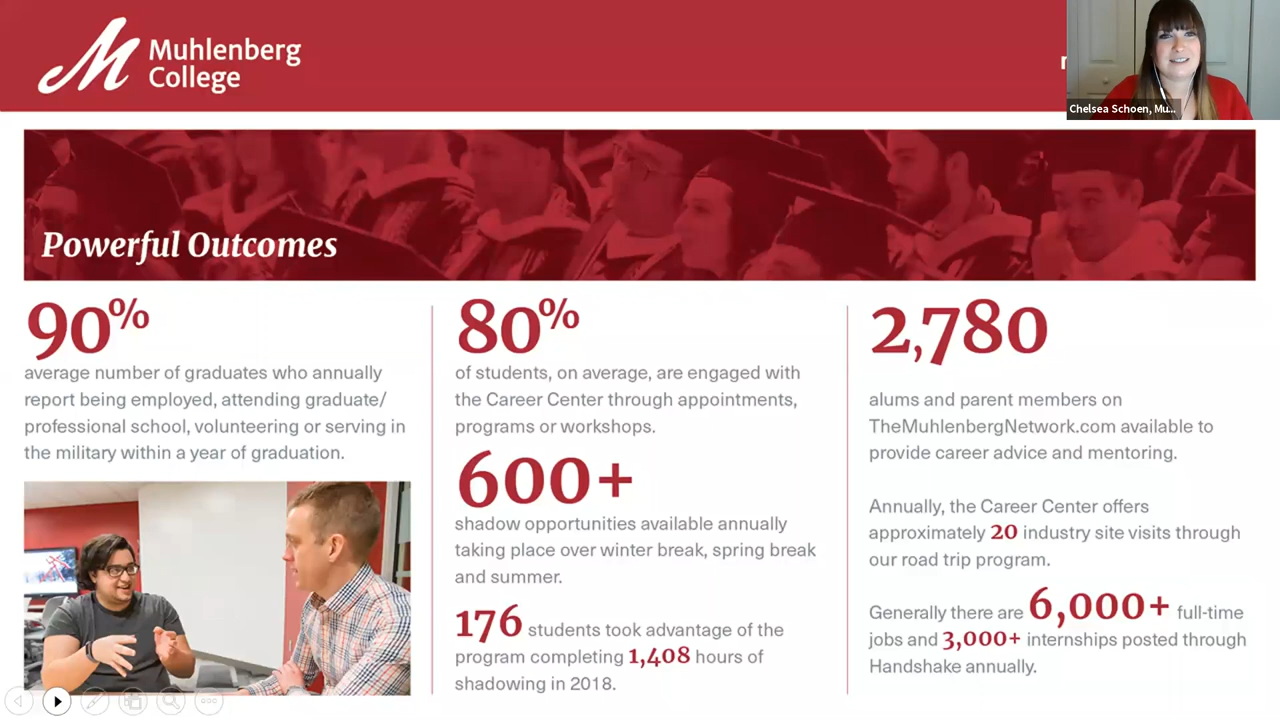 Muhlenberg
College
Chelsea Schoen, Mu...
Powerful Outcomes
90%
average number of graduates who annually
report being employed, attending graduate/
professional school, volunteering or serving in
the military within a year of graduation.
80%
of students, on average, are engaged with
the Career Center through appointments,
programs or workshops.
600+
shadow opportunities available annually
taking place over winter break, spring break
and summer.
176 students took advantage of the
program completing 1,408 hours of
shadowing in 2018.
2,780
alums and parent members on
TheMuhlenbergNetwork.com available to
provide career advice and mentoring.
Annually, the Career Center offers
approximately 20 industry site visits through
our road trip program.
Generally there are 6,000+ full-time
jobs and 3,000+ internships posted through
Handshake annually.